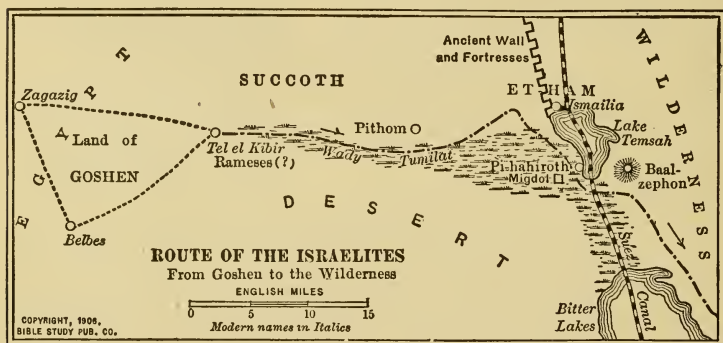 Ancient Wall
and Fortresses
WILDERNESS
EGYPT
SUCCOTH
ETHAM
Zagazig
Ismailia
Land of
GOSHEN
Pithom
Lake
Temsah
Tel el Kibir
Rameses(?)
Wady Tumilat
Pi-hahiroth
Migdol
Baal-
zephon
DESERT
Belbes
ROUTE OF THE ISRAELITES
From Goshen to the Wilderness
ENGLISH MILES
0 5 10 15
Modern names in Italics
Suez
Canal
Bitter
Lakes
COPYRIGHT, 1906,
BIBLE STUDY PUB. CO.